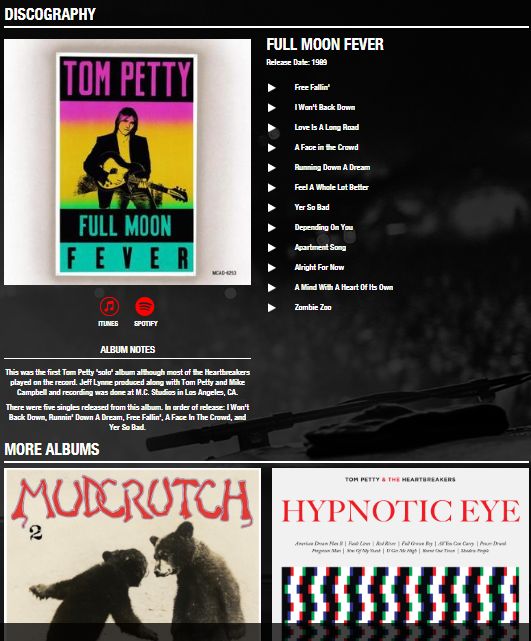 DISCOGRAPHY
TOM PETTY
FULL MOON
FEVER
MCAD-6253
ITUNES
SPOTIFY
ALBUM NOTES
This was the first Tom Petty 'solo' album although most of the Heartbreakers
played on the record. Jeff Lynne produced along with Tom Petty and Mike
Campbell and recording was done at M.C. Studios in Los Angeles, CA.
There were five singles released from this album. In order of release: I Won't
Back Down, Runnin' Down A Dream, Free Fallin', A Face In The Crowd, and
Yer So Bad.
FULL MOON FEVER
Release Date: 1989
Free Fallin'
I Won't Back Down
Love Is A Long Road
A Face in the Crowd
Running Down A Dream
Feel A Whole Lot Better
Yer So Bad
Depending On You
Apartment Song
Alright For Now
A Mind With A Heart Of Its Own
Zombie Zoo
MORE ALBUMS
MUDCRUTCH
2
TOM PETTY & THE HEARTBREAKERS
HYPNOTIC EYE
American Dream Plan B | Fault Lines | Red River | Full Grown Boy | All You Can Carry | Power Drunk
Forgotten Man | Sins Of My Youth | U Get Me High | Burnt Out Town | Shadow People